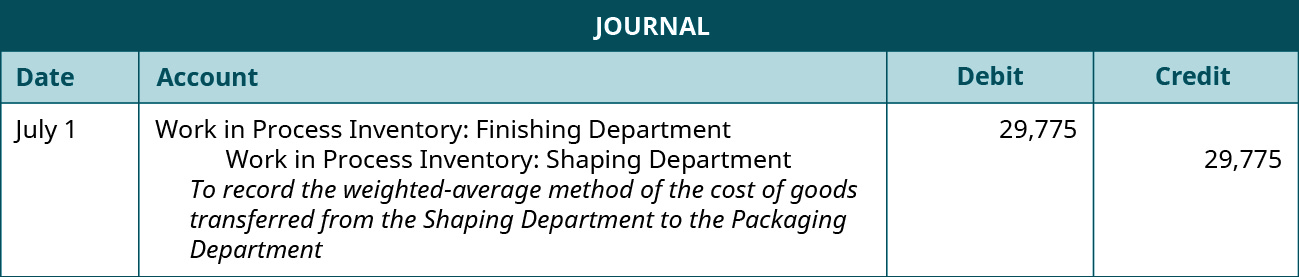 JOURNAL
Date Account Debit Credit
July 1 Work in Process Inventory: Finishing Department 29,775
Work in Process Inventory: Shaping Department 29,775
To record the weighted-average method of the cost of goods
transferred from the Shaping Department to the Packaging
Department